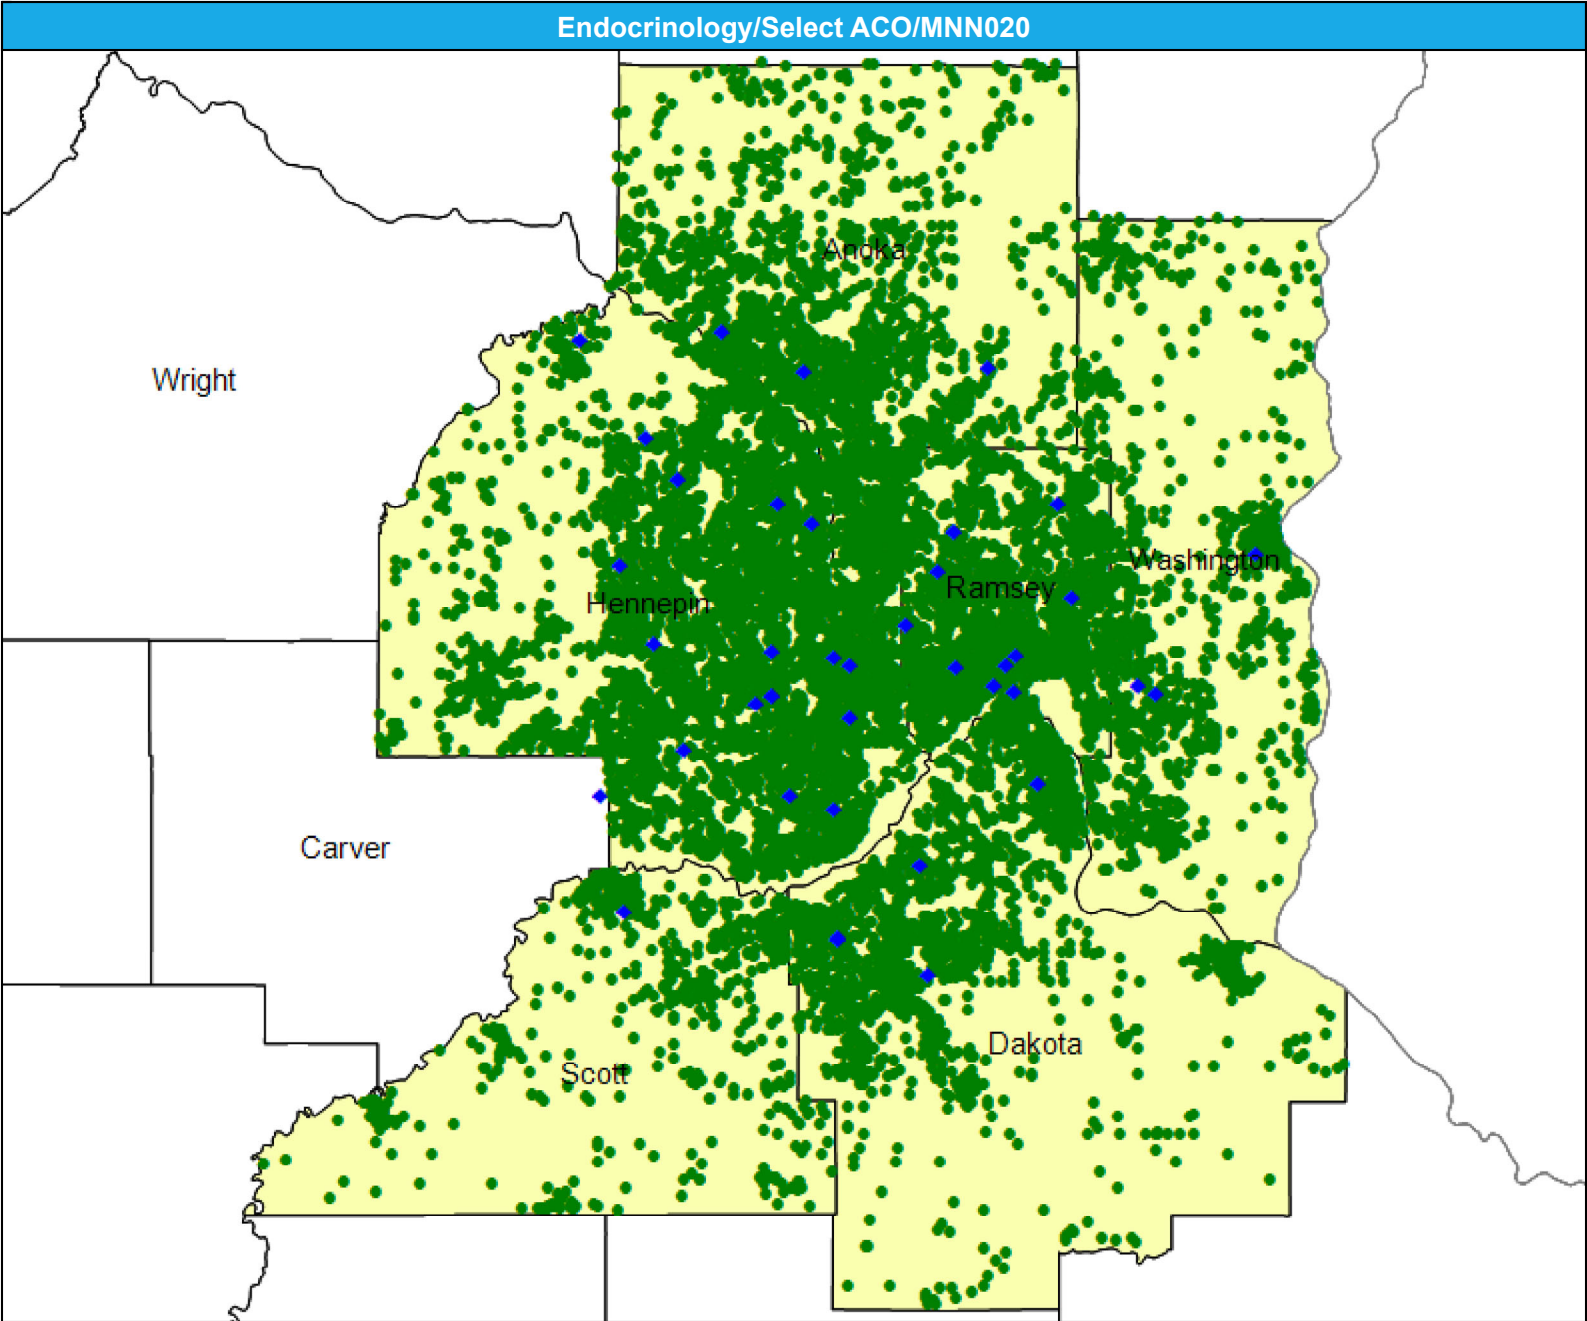 Endocrinology/Select ACO/MNN020
Anoka
Wright
Washington
Ramsey
Hennepin
Carver
Dakota
Scott